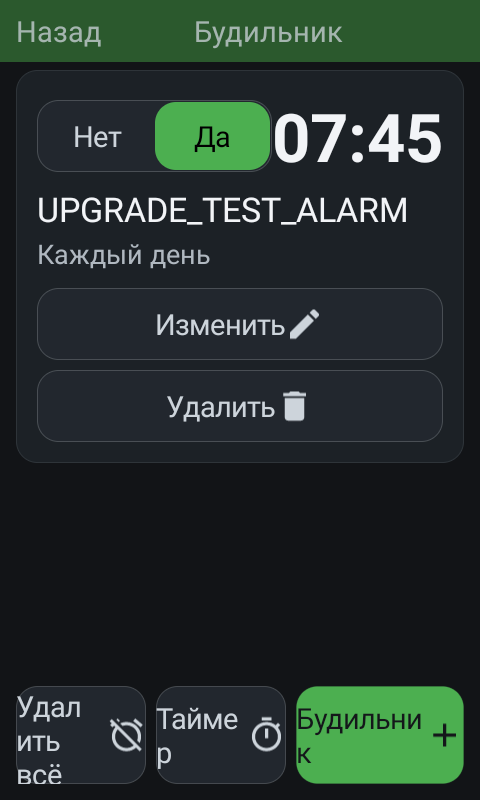 Назад Будильник
Нет Да 07:45
UPGRADE_TEST_ALARM
Каждый день
Изменить
Удалить
Удал
ить
всё
Тайме
р
Будильни
к